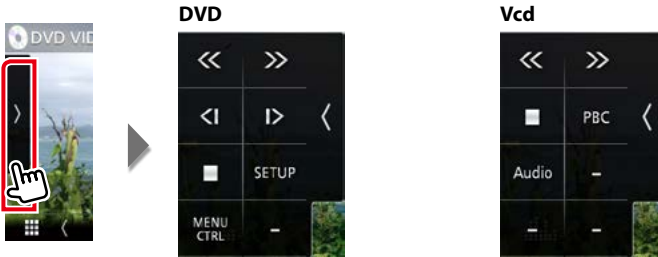 DVD
Vcd
DVD VID
SETUP
MENU
CTRL
-
PBC
Audio
-
-
-